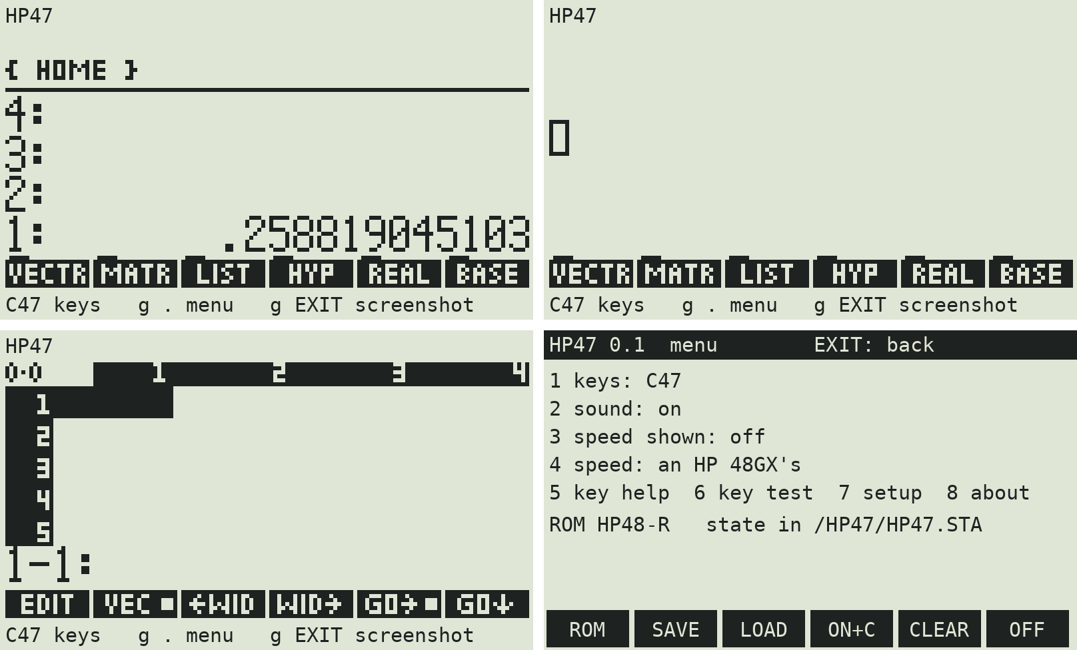 HP47
{ HOME }
4:
3:
2:
1: .258819045103
VECTR MATR LIST HYP REAL BASE
C47 keys g . menu g EXIT screenshot
HP47
VECTR MATR LIST HYP REAL BASE
C47 keys g . menu g EXIT screenshot
HP47
0·0 1 2 3 4
1
2
3
4
5
1-1:
EDIT VEC■ ←WID WID→ GO→■ GO↓
C47 keys g . menu g EXIT screenshot
HP47 0.1 menu EXIT: back
1 keys: C47
2 sound: on
3 speed shown: off
4 speed: an HP 48GX's
5 key help 6 key test 7 setup 8 about
ROM HP48-R state in /HP47/HP47.STA
ROM SAVE LOAD ON+C CLEAR OFF